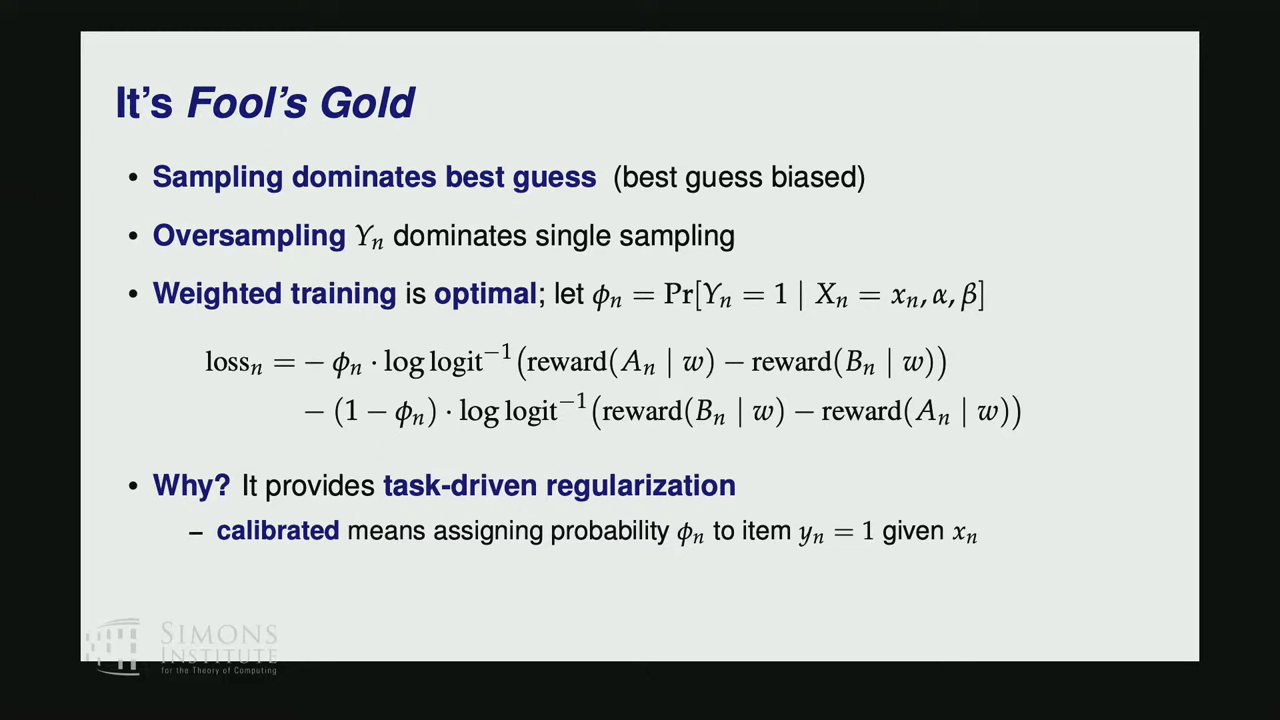 It's Fool's Gold
• Sampling dominates best guess (best guess biased)
• Oversampling Yₙ dominates single sampling
• Weighted training is optimal; let ϕₙ = Pr[Yₙ = 1 | Xₙ = xₙ, α, β]
lossₙ = − ϕₙ · log logit⁻¹(reward(Aₙ | w) − reward(Bₙ | w))
− (1 − ϕₙ) · log logit⁻¹(reward(Bₙ | w) − reward(Aₙ | w))
• Why? It provides task-driven regularization
– calibrated means assigning probability ϕₙ to item yₙ = 1 given xₙ
SIMONS
INSTITUTE
for the Theory of Computing